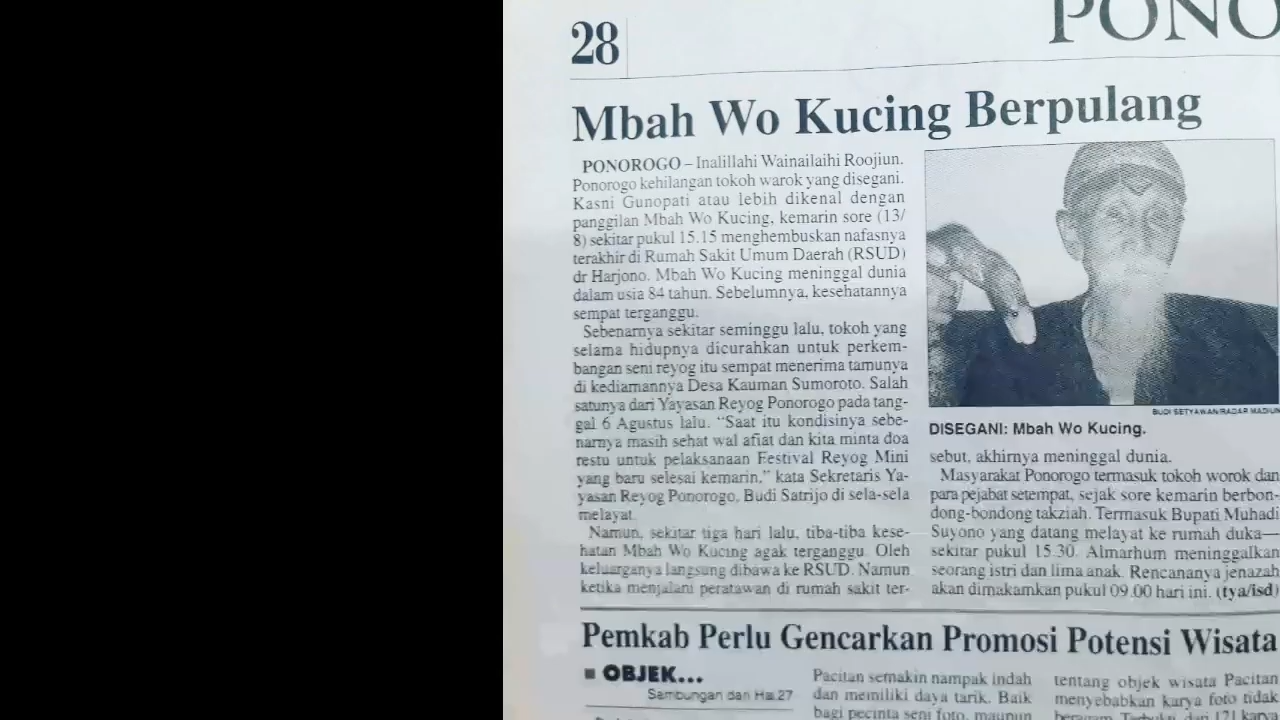 28
PONO
Mbah Wo Kucing Berpulang
PONOROGO – Inalillahi Wainailaihi Roojiun.
Ponorogo kehilangan tokoh warok yang disegani.
Kasni Gunopati atau lebih dikenal dengan
panggilan Mbah Wo Kucing, kemarin sore (13/
8) sekitar pukul 15.15 menghembuskan nafasnya
terakhir di Rumah Sakit Umum Daerah (RSUD)
dr Harjono. Mbah Wo Kucing meninggal dunia
dalam usia 84 tahun. Sebelumnya, kesehatannya
sempat terganggu.
Sebenarnya sekitar seminggu lalu, tokoh yang
selama hidupnya dicurahkan untuk perkem-
bangan seni reyog itu sempat menerima tamunya
di kediamannya Desa Kauman Sumoroto. Salah
satunya dari Yayasan Reyog Ponorogo pada tang-
gal 6 Agustus lalu. "Saat itu kondisinya sebe-
narnya masih sehat wal afiat dan kita minta doa
restu untuk pelaksanaan Festival Reyog Mini
yang baru selesai kemarin," kata Sekretaris Ya-
yasan Reyog Ponorogo, Budi Satrijo di sela-sela
melayat.
Namun, sekitar tiga hari lalu, tiba-tiba kese-
hatan Mbah Wo Kucing agak terganggu. Oleh
keluarganya langsung dibawa ke RSUD. Namun
ketika menjalani peratawan di rumah sakit ter-
BUDI SETYAWAN/RADAR MADIUN
DISEGANI: Mbah Wo Kucing.
sebut, akhirnya meninggal dunia.
Masyarakat Ponorogo termasuk tokoh worok dan
para pejabat setempat, sejak sore kemarin berbon-
dong-bondong takziah. Termasuk Bupati Muhadi
Suyono yang datang melayat ke rumah duka—
sekitar pukul 15.30. Almarhum meninggalkan
seorang istri dan lima anak. Rencananya jenazah
akan dimakamkan pukul 09.00 hari ini. (tya/isd)
Pemkab Perlu Gencarkan Promosi Potensi Wisata
■ OBJEK...
Sambungan dari Hal 27
Pacitan semakin nampak indah
dan memiliki daya tarik. Baik
bagi pecinta seni foto, maupun
tentang objek wisata Pacitan
menyebabkan karya foto tidak